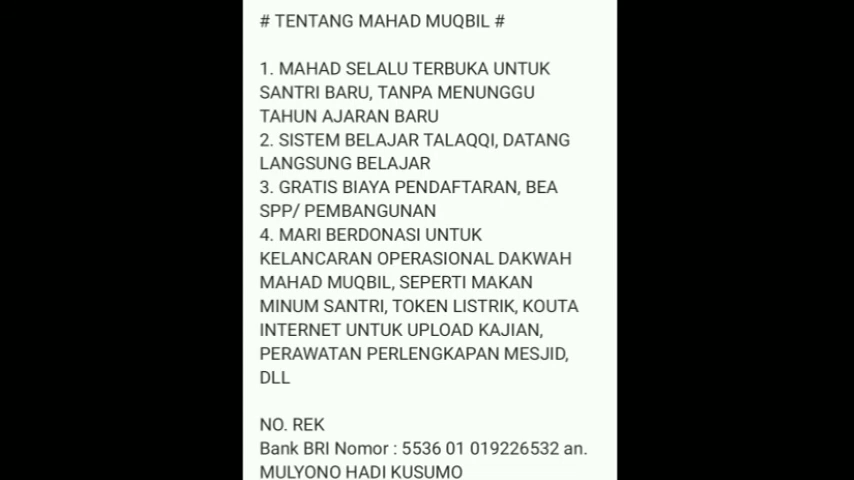 # TENTANG MAHAD MUQBIL #
1. MAHAD SELALU TERBUKA UNTUK
SANTRI BARU, TANPA MENUNGGU
TAHUN AJARAN BARU
2. SISTEM BELAJAR TALAQQI, DATANG
LANGSUNG BELAJAR
3. GRATIS BIAYA PENDAFTARAN, BEA
SPP/ PEMBANGUNAN
4. MARI BERDONASI UNTUK
KELANCARAN OPERASIONAL DAKWAH
MAHAD MUQBIL, SEPERTI MAKAN
MINUM SANTRI, TOKEN LISTRIK, KOUTA
INTERNET UNTUK UPLOAD KAJIAN,
PERAWATAN PERLENGKAPAN MESJID,
DLL
NO. REK
Bank BRI Nomor : 5536 01 019226532 an.
MULYONO HADI KUSUMO